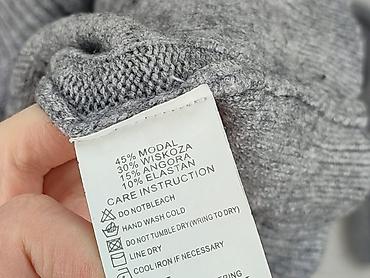 45% MODAL
30% WISKOZA
15% ANGORA
10% ELASTAN
CARE INSTRUCTION
DO NOTBLEACH
HAND WASH COLD
DO NOT TUMBLE DRY(WRING TO DRY)
LINE DRY
COOL IRON IF NECESSARY